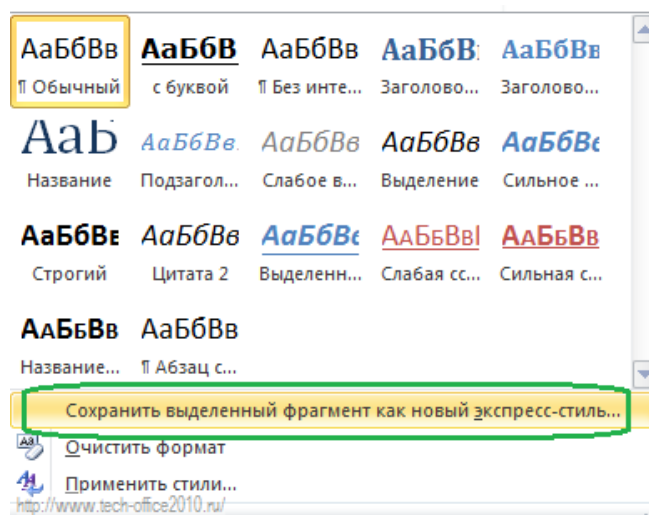 АаБбВв АаБбВ АаБбВв АаБбВ АаБбВв
¶ Обычный с буквой ¶ Без инте... Заголово... Заголово...
АаЬ АаБбВв АаБбВв АаБбВв АаБбВв
Название Подзагол... Слабое в... Выделение Сильное ...
АаБбВв АаБбВв АаБбВв АаБбВв АаБбВв
Строгий Цитата 2 Выделенн... Слабая сс... Сильная с...
АаБбВв АаБбВв
Название... ¶ Абзац с...
Сохранить выделенный фрагмент как новый экспресс-стиль...
Очистить формат
Применить стили...
http://www.tech-office2010.ru/